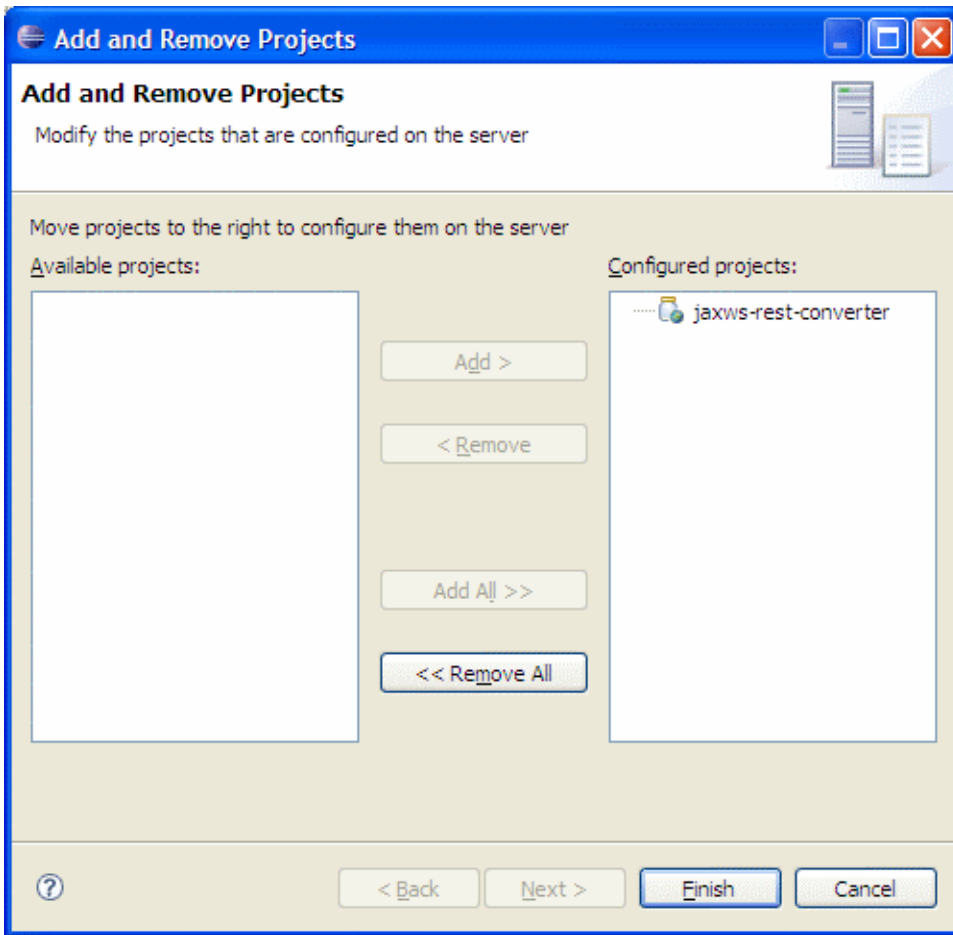 Add and Remove Projects
Add and Remove Projects
Modify the projects that are configured on the server
Move projects to the right to configure them on the server
Available projects:
Configured projects:
jaxws-rest-converter
Add >
< Remove
Add All >>
<< Remove All
?
< Back
Next >
Finish
Cancel